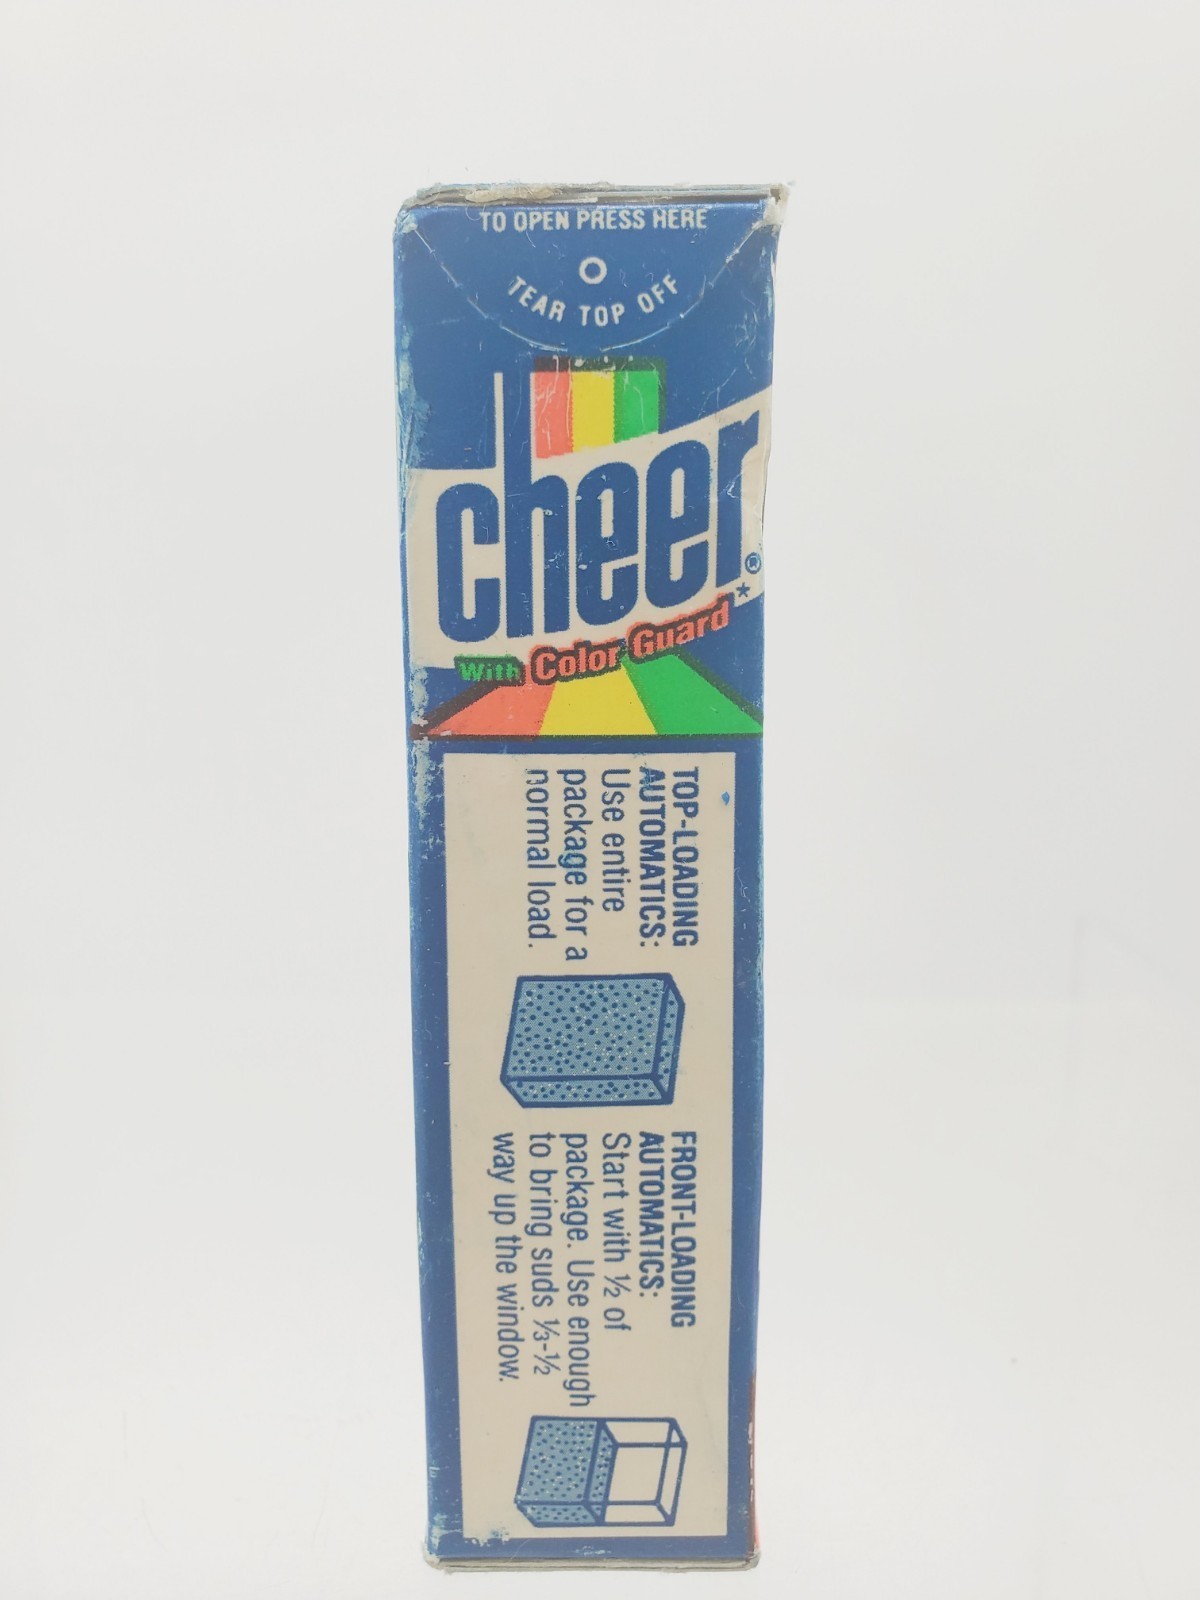 TO OPEN PRESS HERE
TEAR TOP OFF
cheer®*
With Color Guard
TOP-LOADING
AUTOMATICS:
Use entire
package for a
normal load.
FRONT-LOADING
AUTOMATICS:
Start with ½ of
package. Use enough
to bring suds ⅓-½
way up the window.